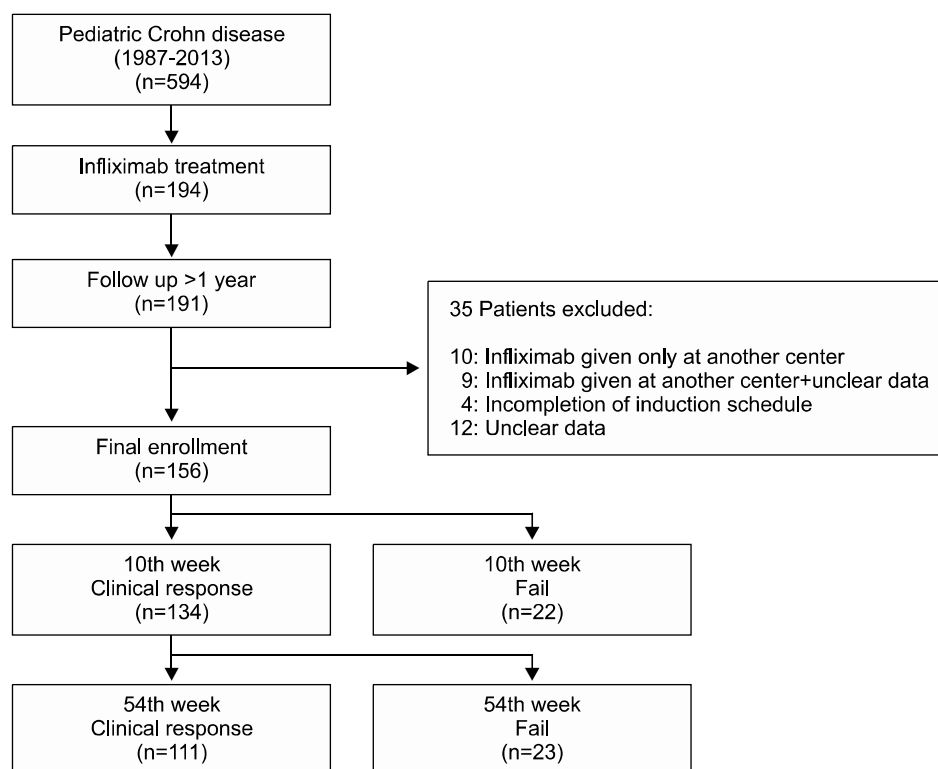 Pediatric Crohn disease
(1987-2013)
(n=594)
Infliximab treatment
(n=194)
Follow up >1 year
(n=191)
35 Patients excluded:
10: Infliximab given only at another center
9: Infliximab given at another center+unclear data
4: Incompletion of induction schedule
12: Unclear data
Final enrollment
(n=156)
10th week
Clinical response
(n=134)
10th week
Fail
(n=22)
54th week
Clinical response
(n=111)
54th week
Fail
(n=23)